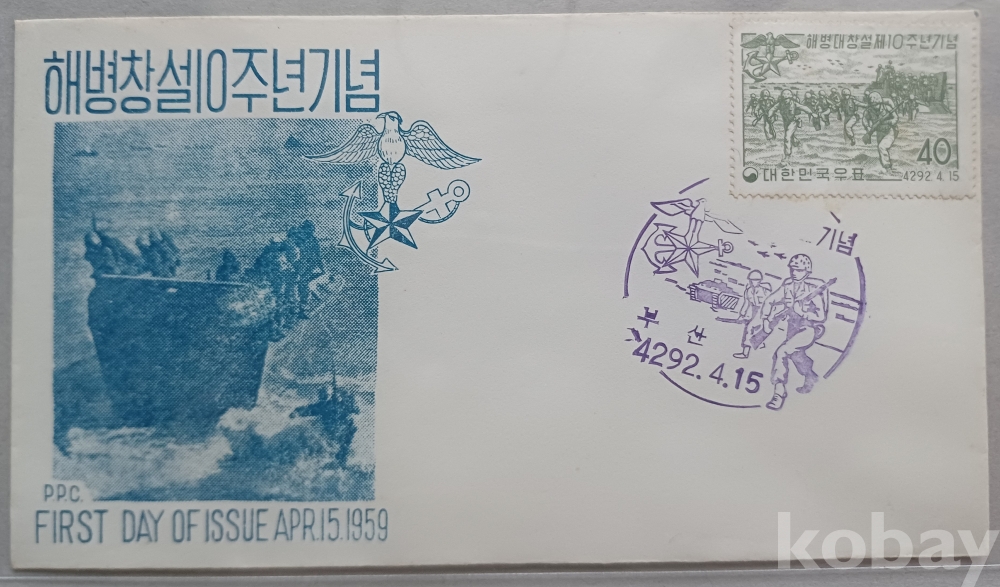 해병창설10주년기념
P.P.C.
FIRST DAY OF ISSUE APR.15.1959
해병대창설제10주년기념
40
대한민국우표
4292.4.15
기념
부산
4292.4.15
kobay